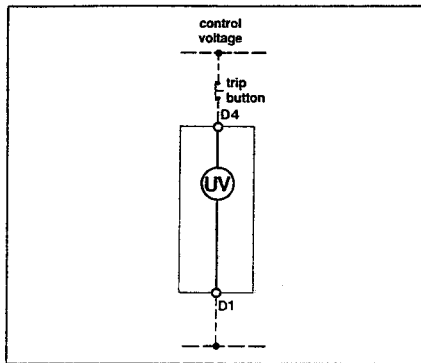 control
voltage
trip
button
D4
UV
D1